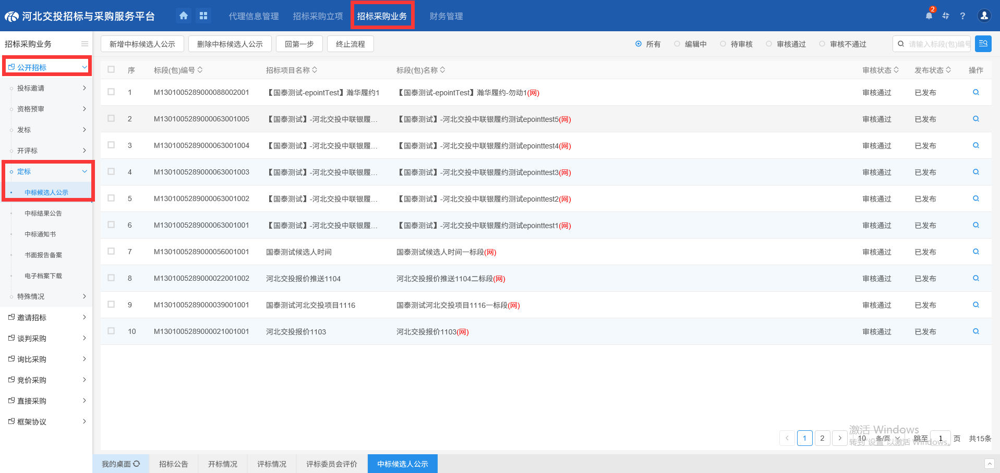 河北交投招标与采购服务平台
代理信息管理 招标采购立项 招标采购业务 财务管理
2
?
招标采购业务
公开招标
投标邀请
资格预审
发标
开评标
定标
中标候选人公示
中标结果公告
中标通知书
书面报告备案
电子档案下载
特殊情况
邀请招标
谈判采购
询比采购
竞价采购
直接采购
框架协议
新增中标候选人公示 删除中标候选人公示 回第一步 终止流程 所有 编辑中 待审核 审核通过 审核不通过 请输入标段(包)编号
序 标段(包)编号 招标项目名称 标段(包)名称 审核状态 发布状态 操作
1 M1301005289000088002001 【国泰测试-epointTest】瀚华履约1 【国泰测试-epointTest】瀚华履约-勿动1(网) 审核通过 已发布
2 M1301005289000063001005 【国泰测试】-河北交投中联银履... 【国泰测试】-河北交投中联银履约测试epointtest5(网) 审核通过 已发布
3 M1301005289000063001004 【国泰测试】-河北交投中联银履... 【国泰测试】-河北交投中联银履约测试epointtest4(网) 审核通过 已发布
4 M1301005289000063001003 【国泰测试】-河北交投中联银履... 【国泰测试】-河北交投中联银履约测试epointtest3(网) 审核通过 已发布
5 M1301005289000063001002 【国泰测试】-河北交投中联银履... 【国泰测试】-河北交投中联银履约测试epointtest2(网) 审核通过 已发布
6 M1301005289000063001001 【国泰测试】-河北交投中联银履... 【国泰测试】-河北交投中联银履约测试epointtest1(网) 审核通过 已发布
7 M1301005289000056001001 国泰测试候选人时间 国泰测试候选人时间一标段(网) 审核通过 已发布
8 M1301005289000022001002 河北交投报价推送1104 河北交投报价推送1104二标段(网) 审核通过 已发布
9 M1301005289000039001001 国泰测试河北交投项目1116 国泰测试河北交投项目1116一标段(网) 审核通过 已发布
10 M1301005289000021001001 河北交投报价1103 河北交投报价1103(网) 审核通过 已发布
激活 Windows
1 2 10 条/页 跳至 1 页 共15条
转到"设置"以激活 Windows。
我的桌面 招标公告 开标情况 评标情况 评标委员会评价 中标候选人公示